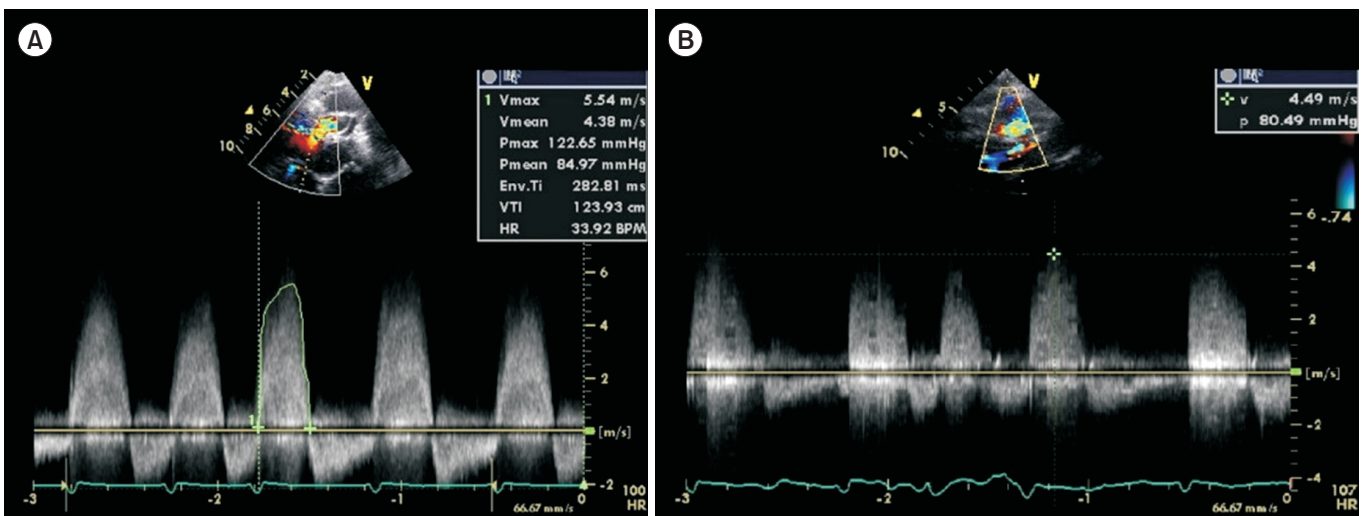 A
V
2
4
6
8
10
1 Vmax 5.54 m/s
Vmean 4.38 m/s
Pmax 122.65 mmHg
Pmean 84.97 mmHg
Env.Ti 282.81 ms
VTI 123.93 cm
HR 33.92 BPM
6
4
2
1
[m/s]
-2
100
HR
-3
-2
-1
0
66.67 mm/s
B
V
5
10
v 4.49 m/s
p 80.49 mmHg
-.74
6
4
2
[m/s]
-2
-4
107
HR
-3
-2
-1
0
66.67 mm/s